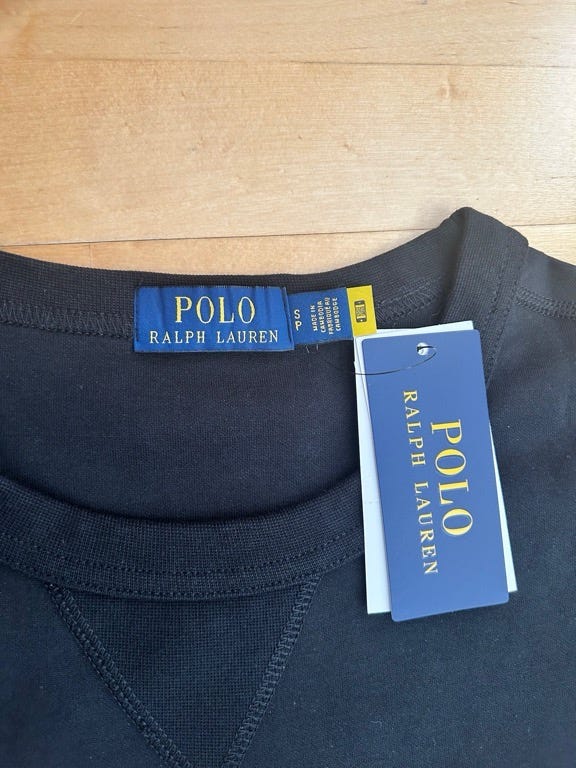 POLO
RALPH LAUREN
S
P
MADE IN
CAMBODIA
FABRIQUÉ AU
CAMBODGE
POLO
RALPH LAUREN